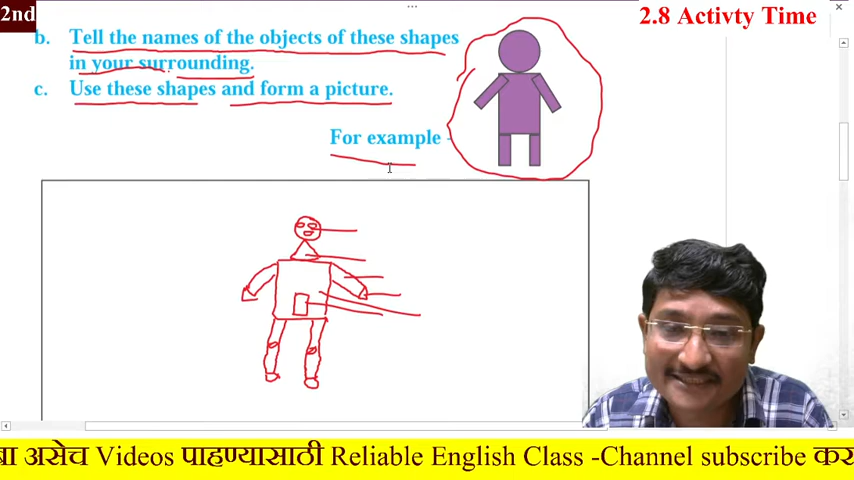 2nd
2.8 Activty Time
b. Tell the names of the objects of these shapes
in your surrounding.
c. Use these shapes and form a picture.
For example -
असेच Videos पाहण्यासाठी Reliable English Class -Channel subscribe